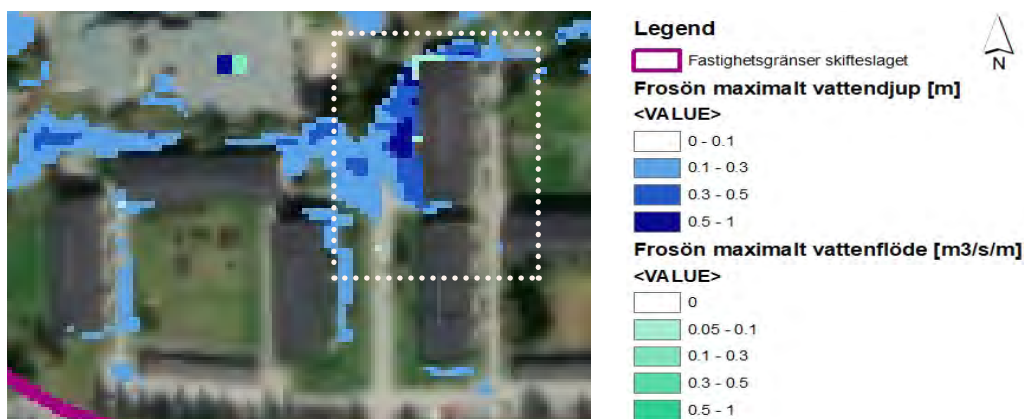 Legend
N
Fastighetsgränser skifteslaget
Frosön maximalt vattendjup [m]
<VALUE>
0 - 0.1
0.1 - 0.3
0.3 - 0.5
0.5 - 1
Frosön maximalt vattenflöde [m3/s/m]
<VALUE>
0
0.05 - 0.1
0.1 - 0.3
0.3 - 0.5
0.5 - 1